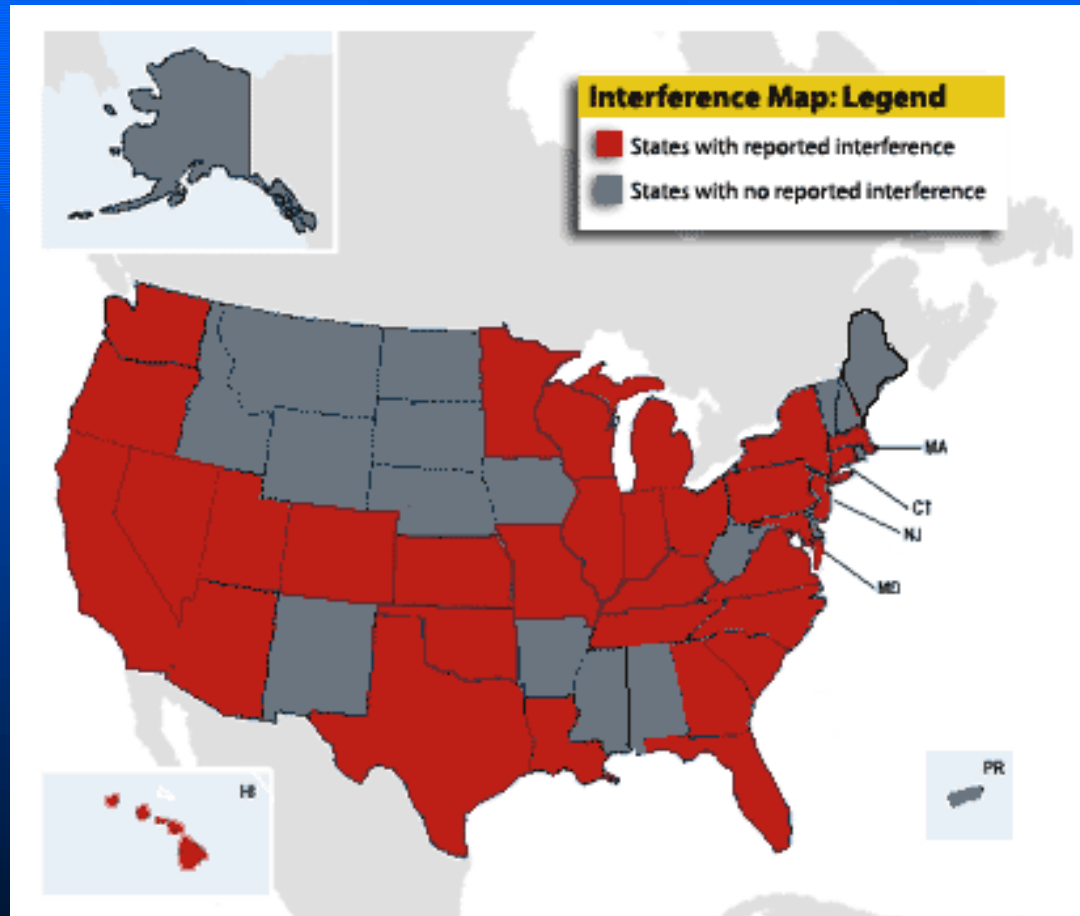 Interference Map: Legend
States with reported interference
States with no reported interference
MA
CT
NJ
MD
PR
HI